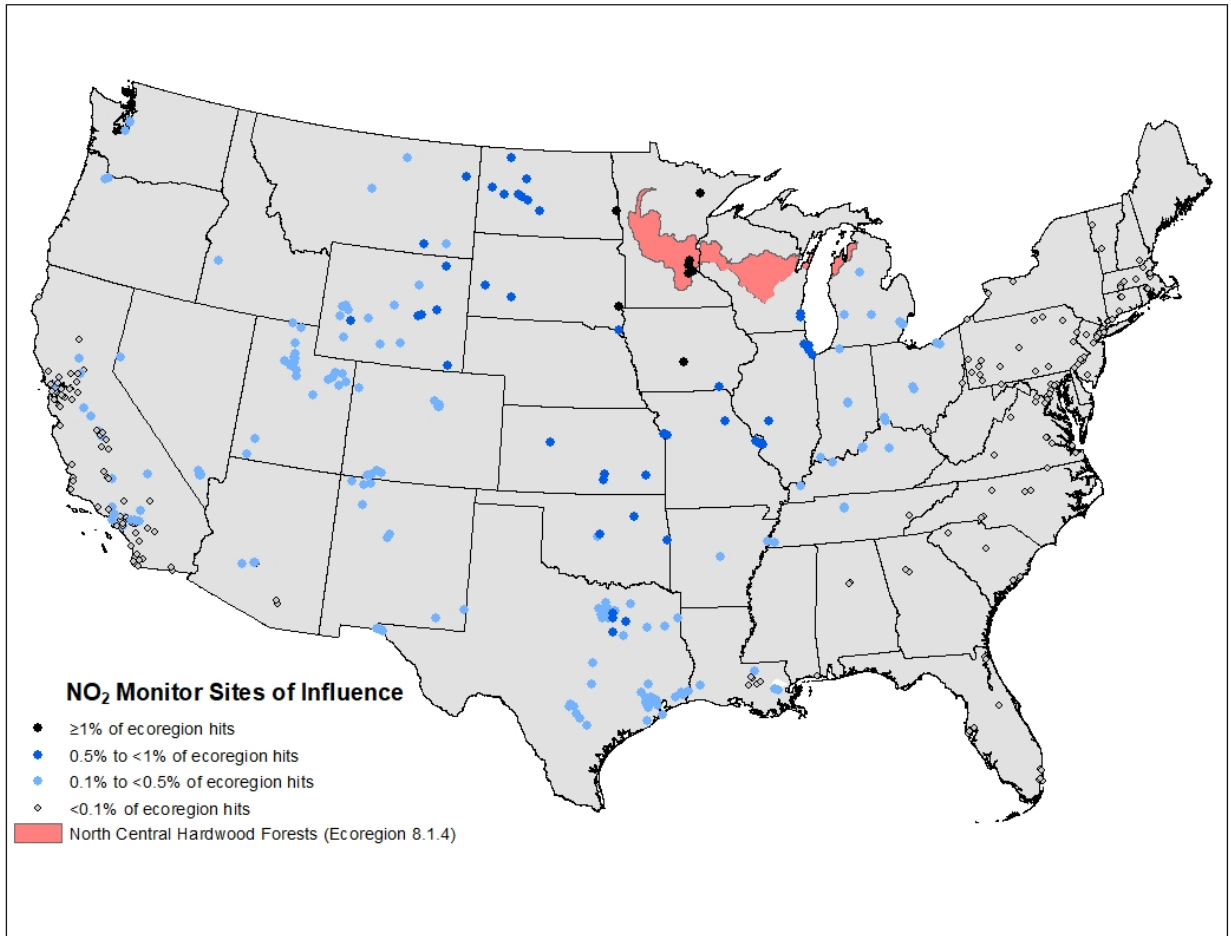 NO₂ Monitor Sites of Influence
≥1% of ecoregion hits
0.5% to <1% of ecoregion hits
0.1% to <0.5% of ecoregion hits
<0.1% of ecoregion hits
North Central Hardwood Forests (Ecoregion 8.1.4)